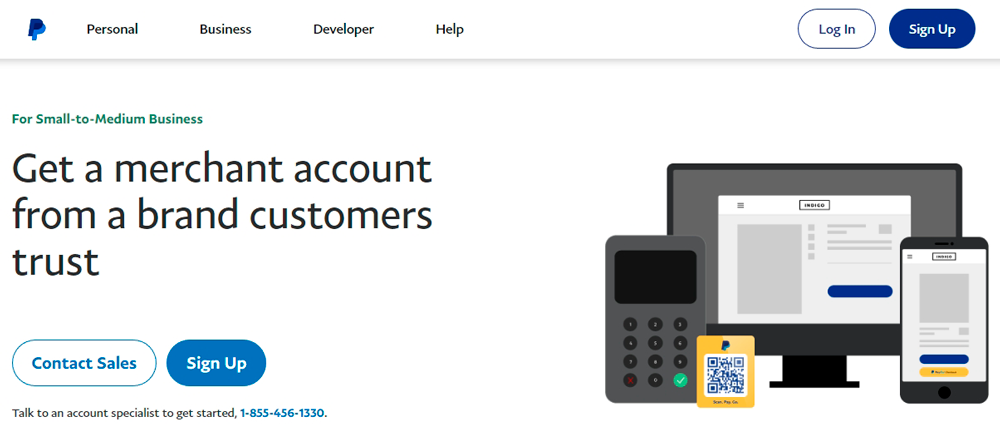 Personal
Business
Developer
Help
Log In
Sign Up
For Small-to-Medium Business
Get a merchant account
from a brand customers
trust
Contact Sales
Sign Up
Talk to an account specialist to get started, 1-855-456-1330.
INDIGO
INDIGO
1
2
3
4
5
6
7
8
9
0
Scan. Pay. Go.